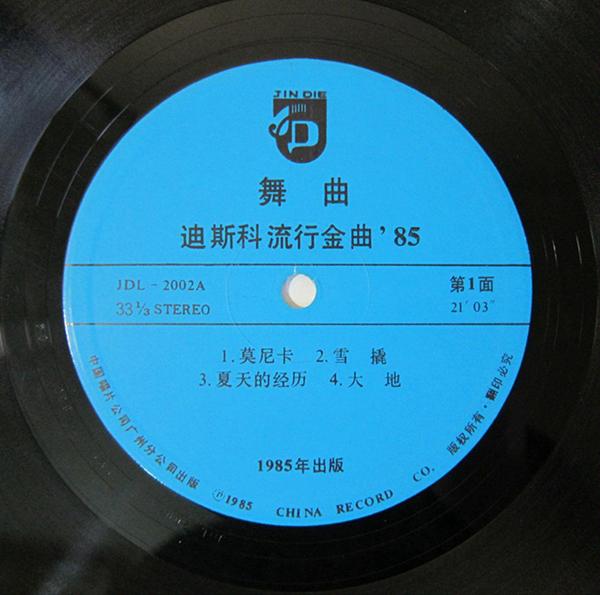 JIN DIE
JD
舞 曲
迪斯科流行金曲'85
JDL-2002A
第1面
33 1/3 STEREO
21′03″
1.莫尼卡 2.雪 撬
3.夏天的经历 4.大 地
1985年出版
中国唱片公司广州分公司出版 ℗1985 CHINA RECORD CO. 版权所有·翻印必究